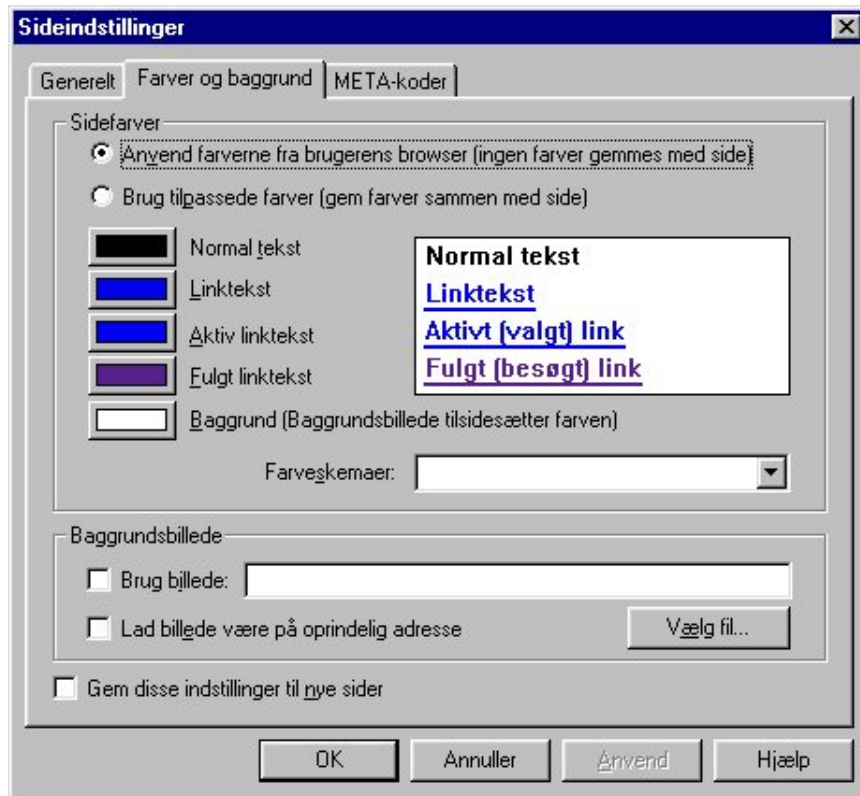 Sideindstillinger
Generelt Farver og baggrund META-koder
Sidefarver
Anvend farverne fra brugerens browser (ingen farver gemmes med side)
Brug tilpassede farver (gem farver sammen med side)
Normal tekst
Linktekst
Aktiv linktekst
Fulgt linktekst
Normal tekst
Linktekst
Aktivt (valgt) link
Fulgt (besøgt) link
Baggrund (Baggrundsbillede tilsidesætter farven)
Farveskemaer:
Baggrundsbillede
Brug billede:
Lad billede være på oprindelig adresse
Vælg fil...
Gem disse indstillinger til nye sider
OK Annuller Anvend Hjælp